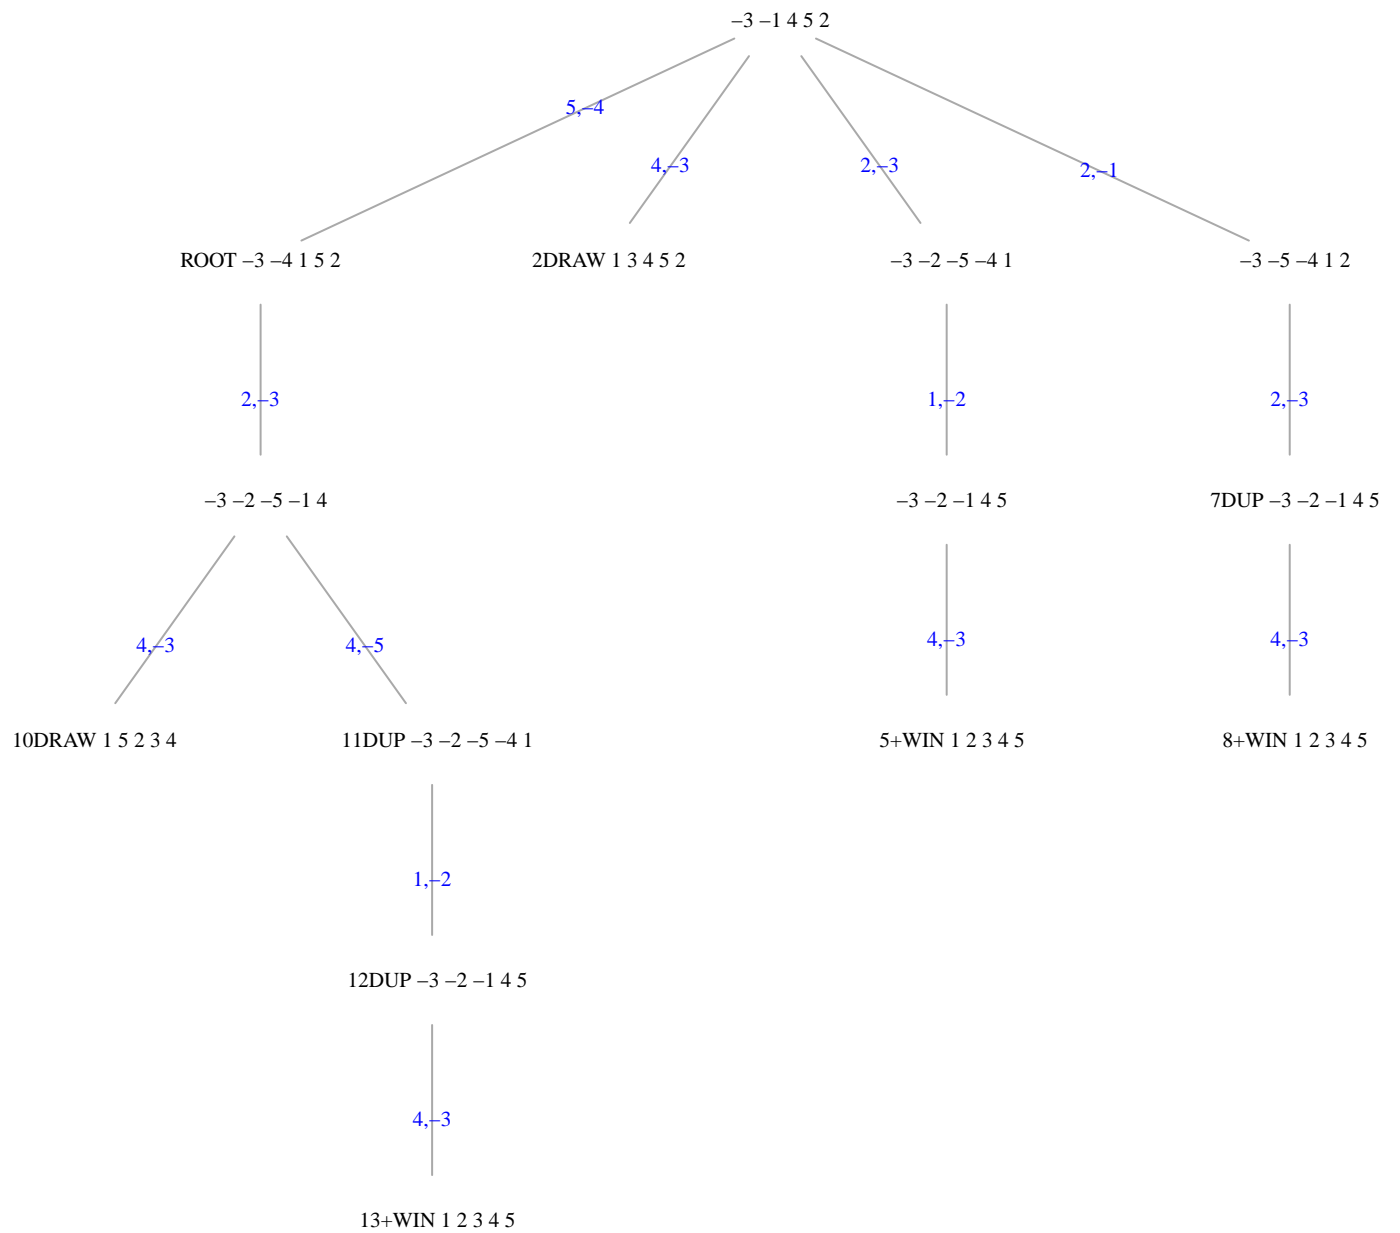 –3 –1 4 5 2
5,–4
4,–3
2,–3
2,–1
ROOT –3 –4 1 5 2
2DRAW 1 3 4 5 2
–3 –2 –5 –4 1
–3 –5 –4 1 2
2,–3
1,–2
2,–3
–3 –2 –5 –1 4
–3 –2 –1 4 5
7DUP –3 –2 –1 4 5
4,–3
4,–5
4,–3
4,–3
10DRAW 1 5 2 3 4
11DUP –3 –2 –5 –4 1
5+WIN 1 2 3 4 5
8+WIN 1 2 3 4 5
1,–2
12DUP –3 –2 –1 4 5
4,–3
13+WIN 1 2 3 4 5